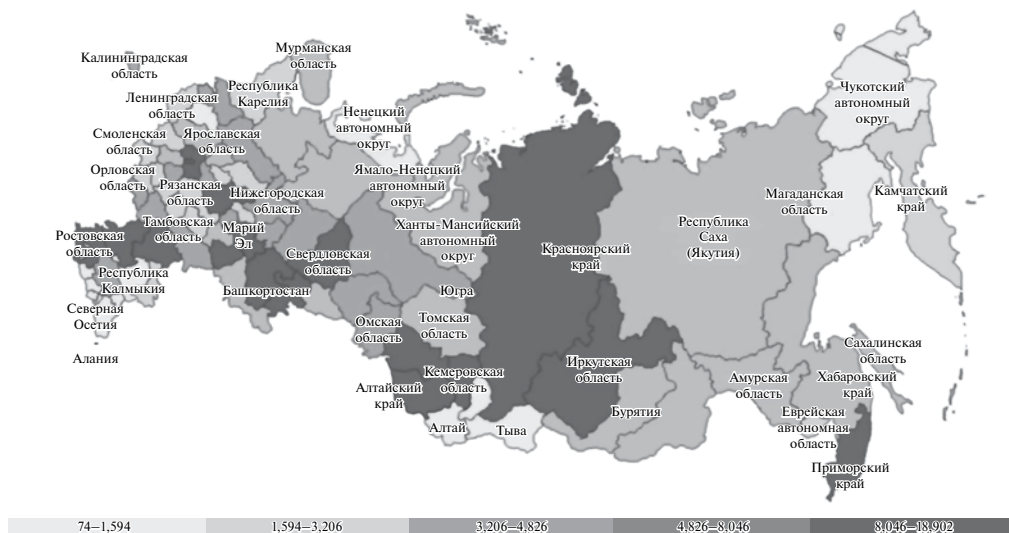 Мурманская
область
Калининградская
область
Республика
Карелия
Ленинградская
область
Чукотский
автономный
округ
Ненецкий
автономный
округ
Смоленская
область
Ярославская
область
Орловская
область
Ямало-Ненецкий
автономный
округ
Рязанская
область
Нижегородская
область
Магаданская
область
Камчатский
край
Тамбовская
область
Марий
Эл
Ханты-Мансийский
автономный
округ
Республика
Саха
(Якутия)
Ростовская
область
Свердловская
область
Красноярский
край
Республика
Калмыкия
Башкортостан
Югра
Северная
Осетия
Алания
Омская
область
Томская
область
Сахалинская
область
Иркутская
область
Кемеровская
область
Алтайский
край
Амурская
область
Хабаровский
край
Бурятия
Еврейская
автономная
область
Алтай
Тыва
Приморский
край
74–1,594
1,594–3,206
3,206–4,826
4,826–8,046
8,046–18,902